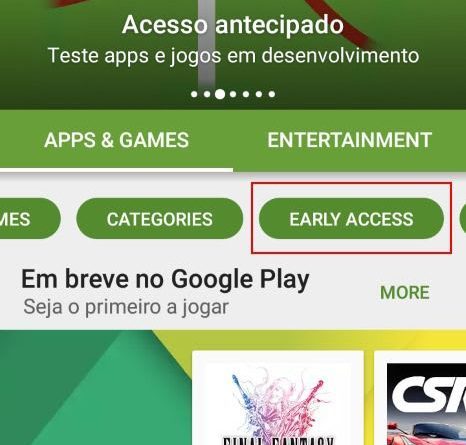 Acesso antecipado
Teste apps e jogos em desenvolvimento
APPS & GAMES
ENTERTAINMENT
MES
CATEGORIES
EARLY ACCESS
Em breve no Google Play
Seja o primeiro a jogar
MORE
FINAL FANTASY
CSR